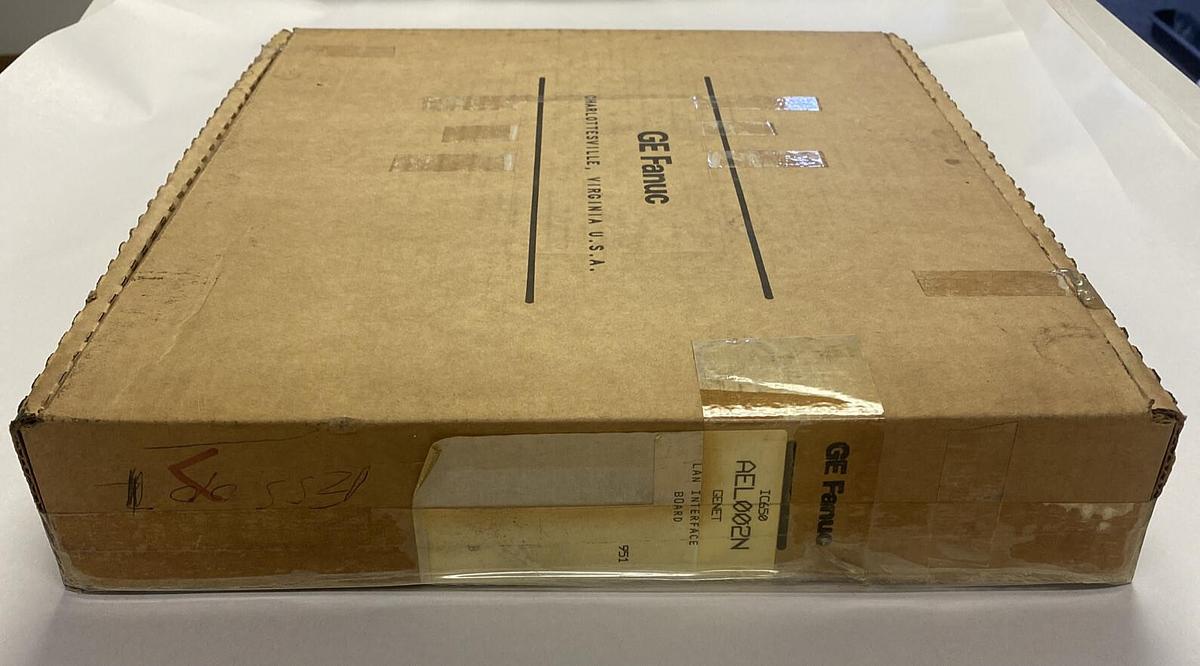 GE Fanuc
CHARLOTTESVILLE, VIRGINIA U.S.A.
GE Fanuc
IC650
AEL002N
GENET
LAN INTERFACE
BOARD
951